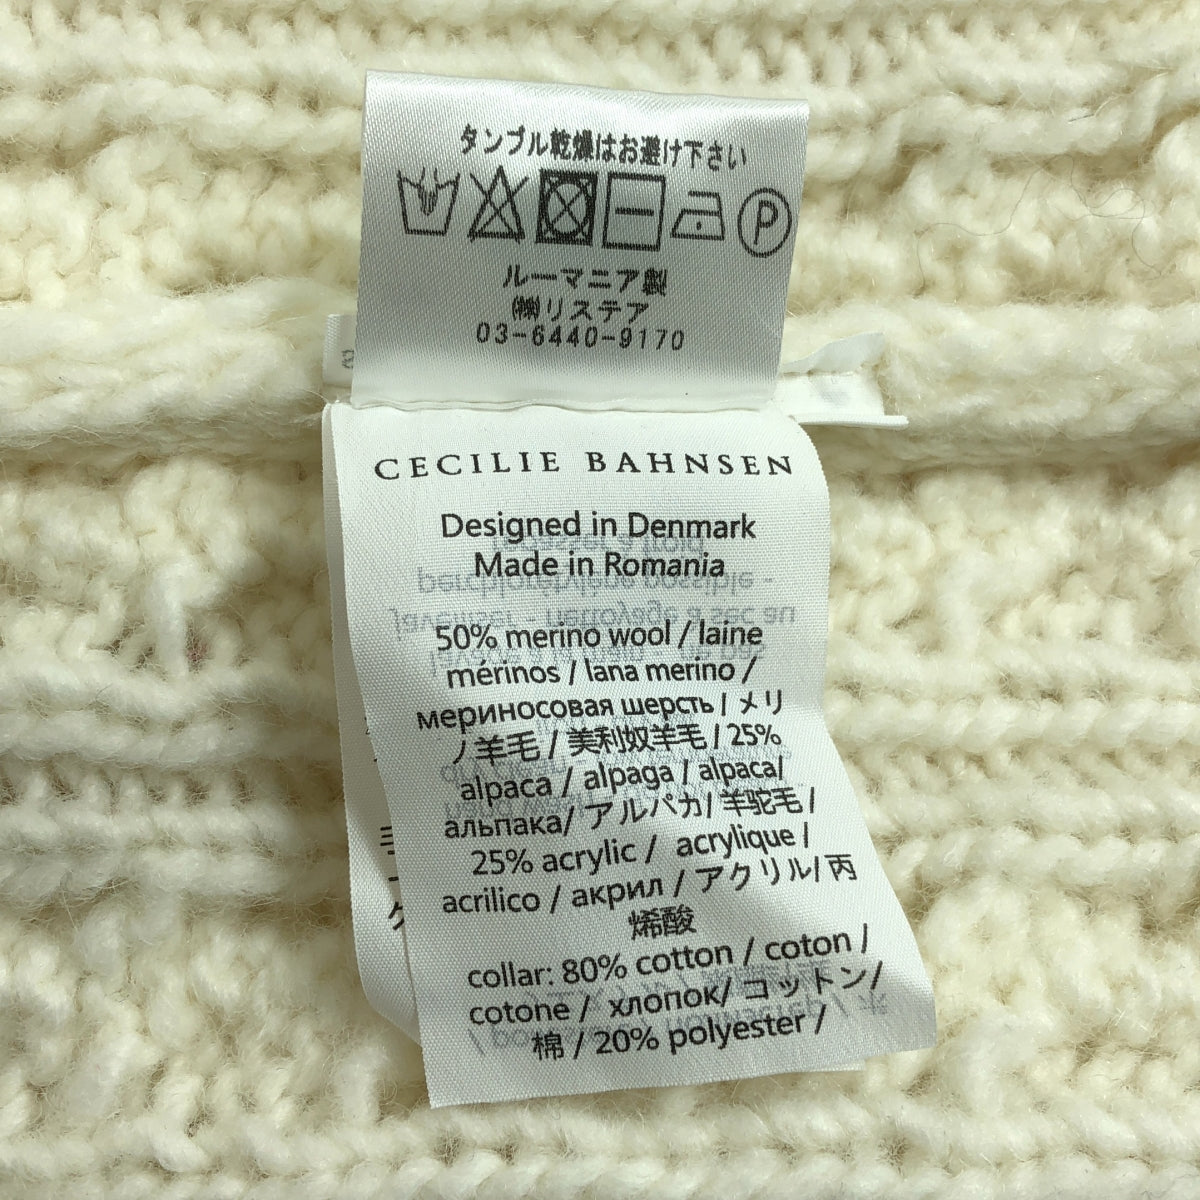 タンブル乾燥はお避け下さい
P
ルーマニア製
㈱リステア
03-6440-9170
CECILIE BAHNSEN
Designed in Denmark
Made in Romania
50% merino wool / laine
mérinos / lana merino /
мериносовая шерсть / メリ
ノ羊毛 / 美利奴羊毛 / 25%
alpaca / alpaga / alpaca/
альпака/ アルパカ/ 羊驼毛 /
25% acrylic / acrylique /
acrilico / акрил / アクリル/ 丙
烯酸
collar: 80% cotton / coton /
cotone / хлопок/ コットン/
棉 / 20% polyester /